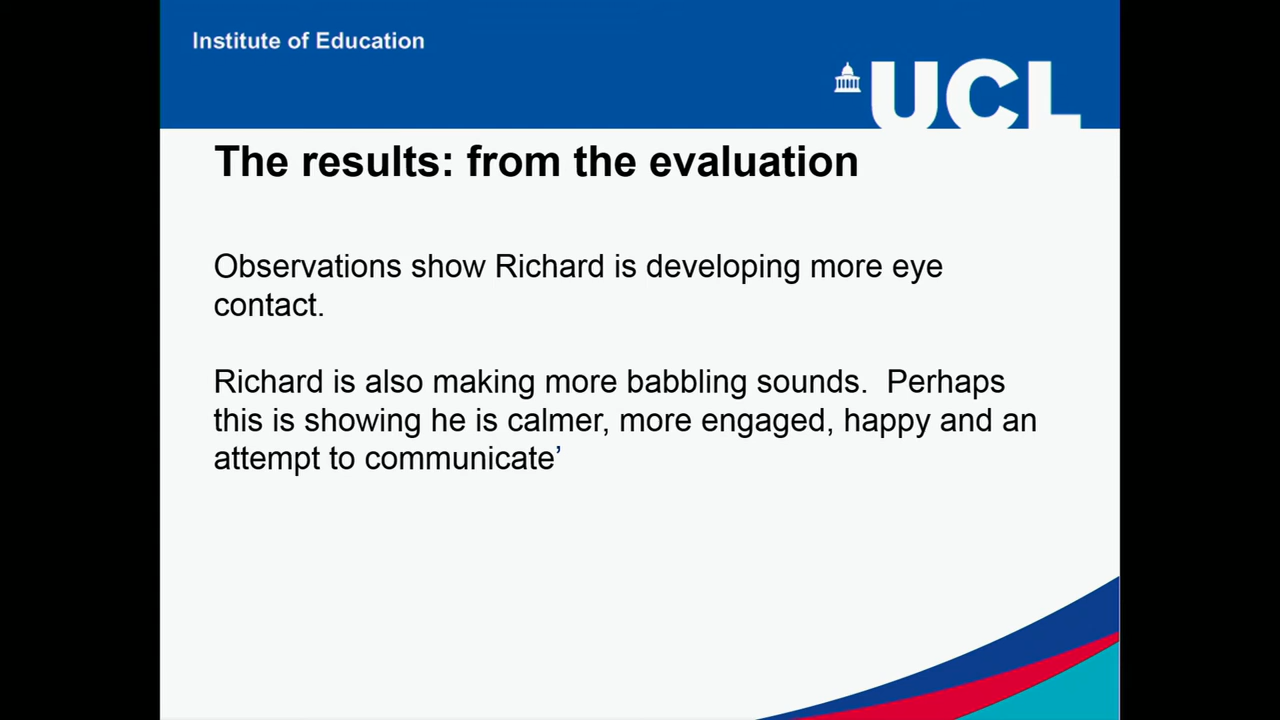 Institute of Education
UCL
The results: from the evaluation
Observations show Richard is developing more eye
contact.
Richard is also making more babbling sounds.  Perhaps
this is showing he is calmer, more engaged, happy and an
attempt to communicate’